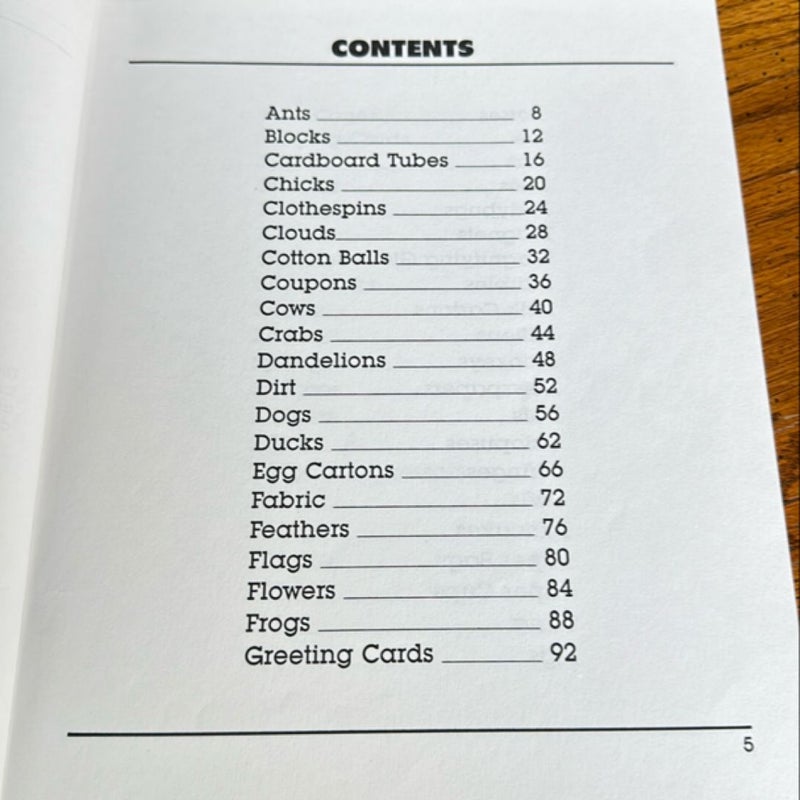 CONTENTS
Ants 8
Blocks 12
Cardboard Tubes 16
Chicks 20
Clothespins 24
Clouds 28
Cotton Balls 32
Coupons 36
Cows 40
Crabs 44
Dandelions 48
Dirt 52
Dogs 56
Ducks 62
Egg Cartons 66
Fabric 72
Feathers 76
Flags 80
Flowers 84
Frogs 88
Greeting Cards 92
5